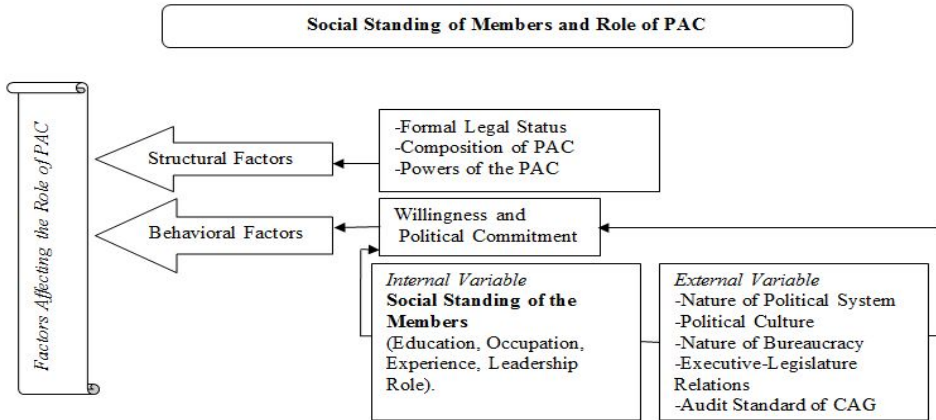 Social Standing of Members and Role of PAC
Factors Affecting the Role of PAC
Structural Factors
-Formal Legal Status
-Composition of PAC
-Powers of the PAC
Behavioral Factors
Willingness and
Political Commitment
Internal Variable
Social Standing of the
Members
(Education, Occupation,
Experience, Leadership
Role).
External Variable
-Nature of Political System
-Political Culture
-Nature of Bureaucracy
-Executive-Legislature
Relations
-Audit Standard of CAG